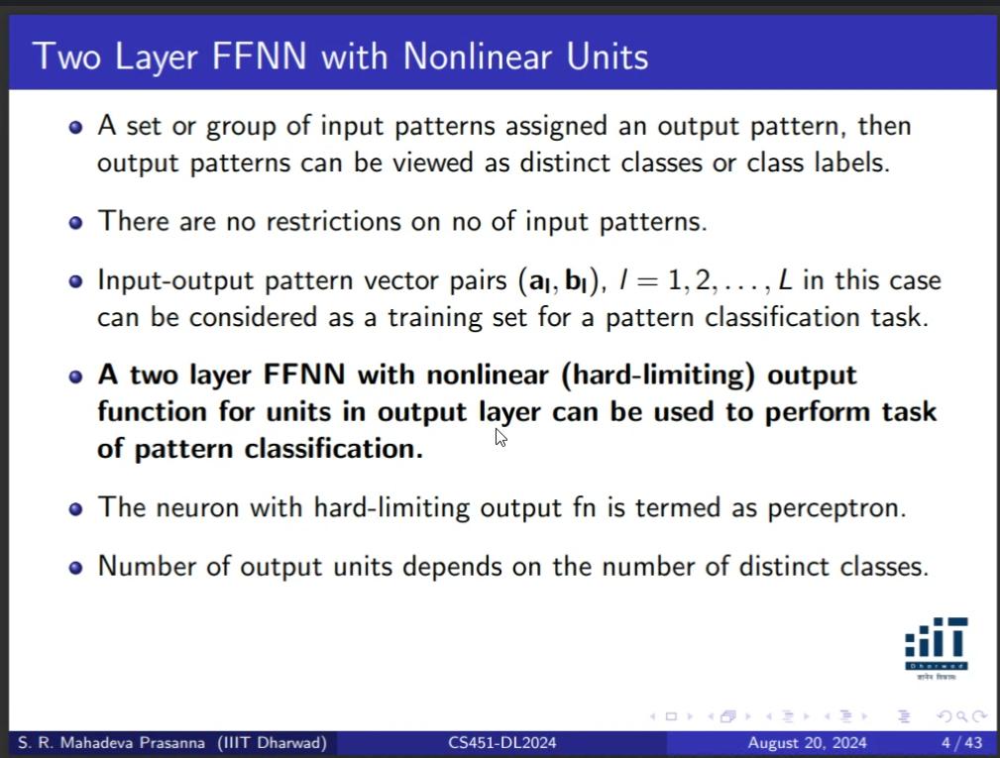 Two Layer FFNN with Nonlinear Units
A set or group of input patterns assigned an output pattern, then
output patterns can be viewed as distinct classes or class labels.
There are no restrictions on no of input patterns.
Input-output pattern vector pairs (a_l, b_l), l = 1, 2, . . . , L in this case
can be considered as a training set for a pattern classification task.
A two layer FFNN with nonlinear (hard-limiting) output
function for units in output layer can be used to perform task
of pattern classification.
The neuron with hard-limiting output fn is termed as perceptron.
Number of output units depends on the number of distinct classes.
Dharwad
S. R. Mahadeva Prasanna (IIIT Dharwad)
CS451-DL2024
August 20, 2024
4 / 43